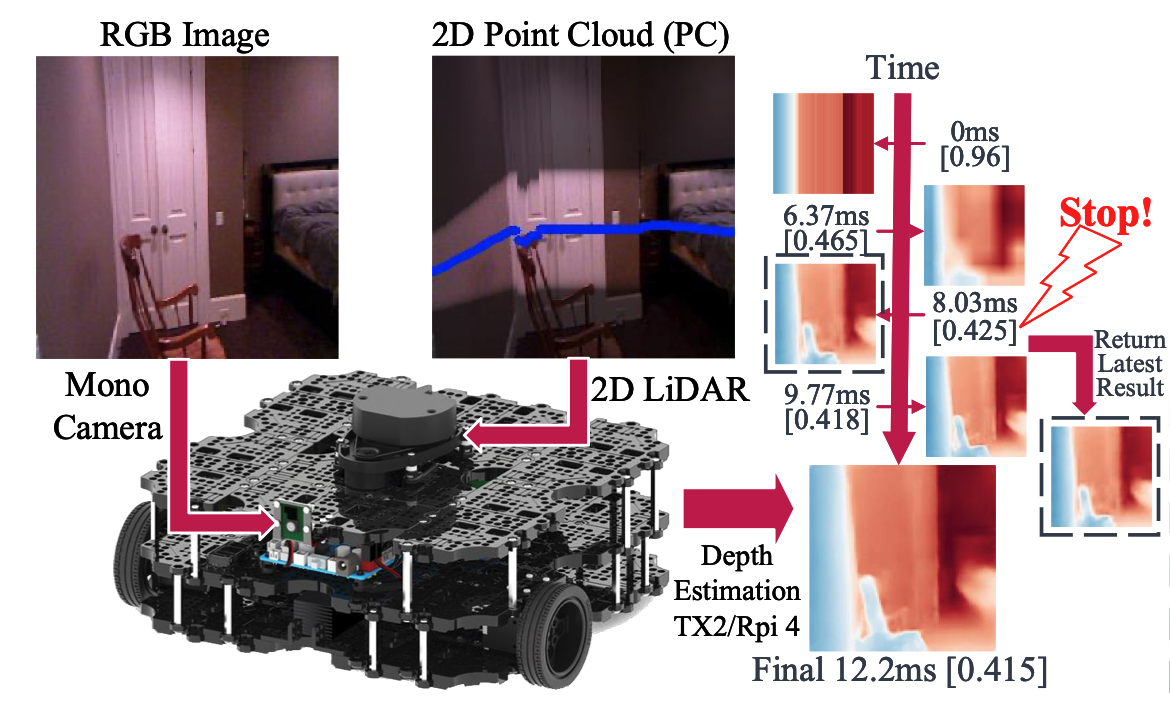 RGB Image
2D Point Cloud (PC)
Time
0ms
[0.96]
6.37ms
[0.465]
Stop!
8.03ms
[0.425]
Return
Latest
Result
9.77ms
[0.418]
Mono
Camera
2D LiDAR
Depth
Estimation
TX2/Rpi 4
Final 12.2ms [0.415]